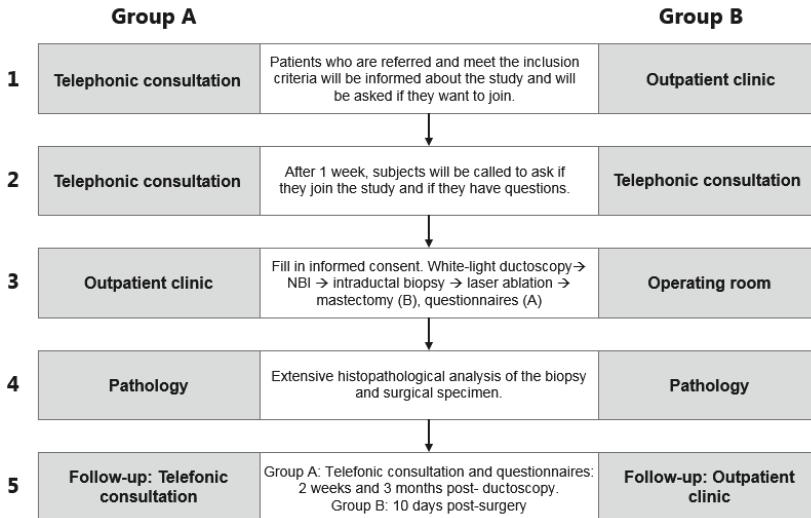 Group A
Group B
1
Telephonic consultation
Patients who are referred and meet the inclusion
criteria will be informed about the study and will
be asked if they want to join.
Outpatient clinic
2
Telephonic consultation
After 1 week, subjects will be called to ask if
they join the study and if they have questions.
Telephonic consultation
3
Outpatient clinic
Fill in informed consent. White-light ductoscopy→
NBI → intraductal biopsy → laser ablation →
mastectomy (B), questionnaires (A)
Operating room
4
Pathology
Extensive histopathological analysis of the biopsy
and surgical specimen.
Pathology
5
Follow-up: Telefonic
consultation
Group A: Telefonic consultation and questionnaires:
2 weeks and 3 months post- ductoscopy.
Group B: 10 days post-surgery
Follow-up: Outpatient
clinic